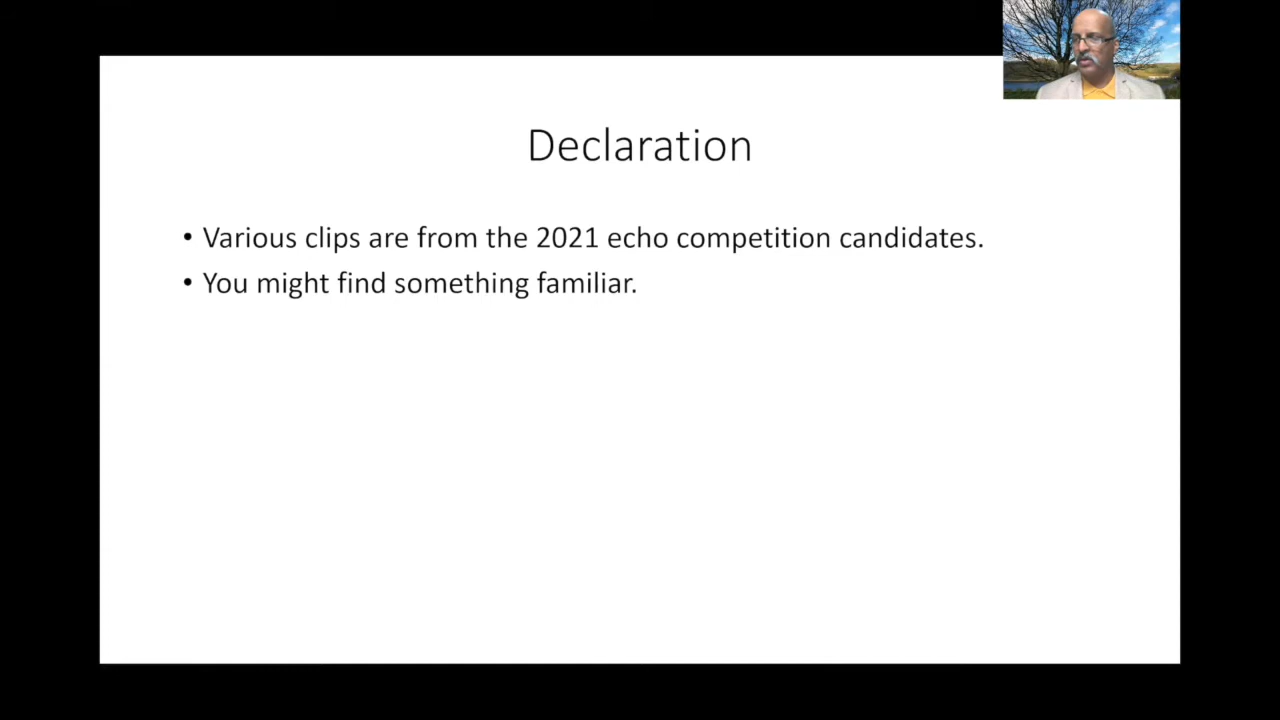 Declaration
• Various clips are from the 2021 echo competition candidates.
• You might find something familiar.